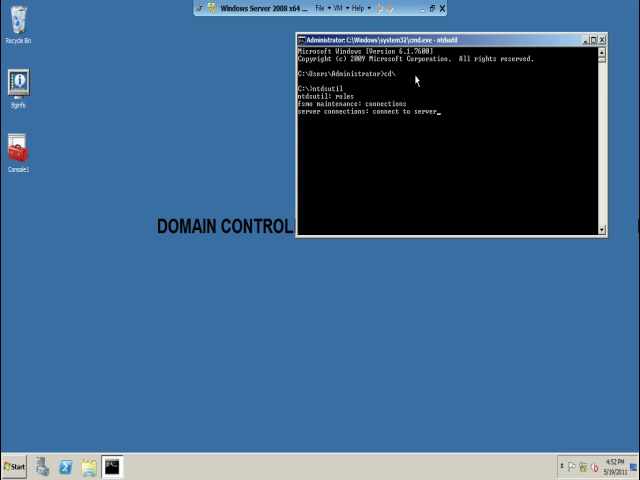 Windows Server 2008 x64 ... File VM Help
Recycle Bin
Administrator: C:\Windows\system32\cmd.exe - ntdsutil
Microsoft Windows [Version 6.1.7600]
Copyright (c) 2009 Microsoft Corporation. All rights reserved.
C:\Users\Administrator>cd\
C:\>ntdsutil
ntdsutil: roles
fsmo maintenance: connections
server connections: connect to server_
Bginfo
Console1
DOMAIN CONTROL
Start
4:52 PM
5/19/2011